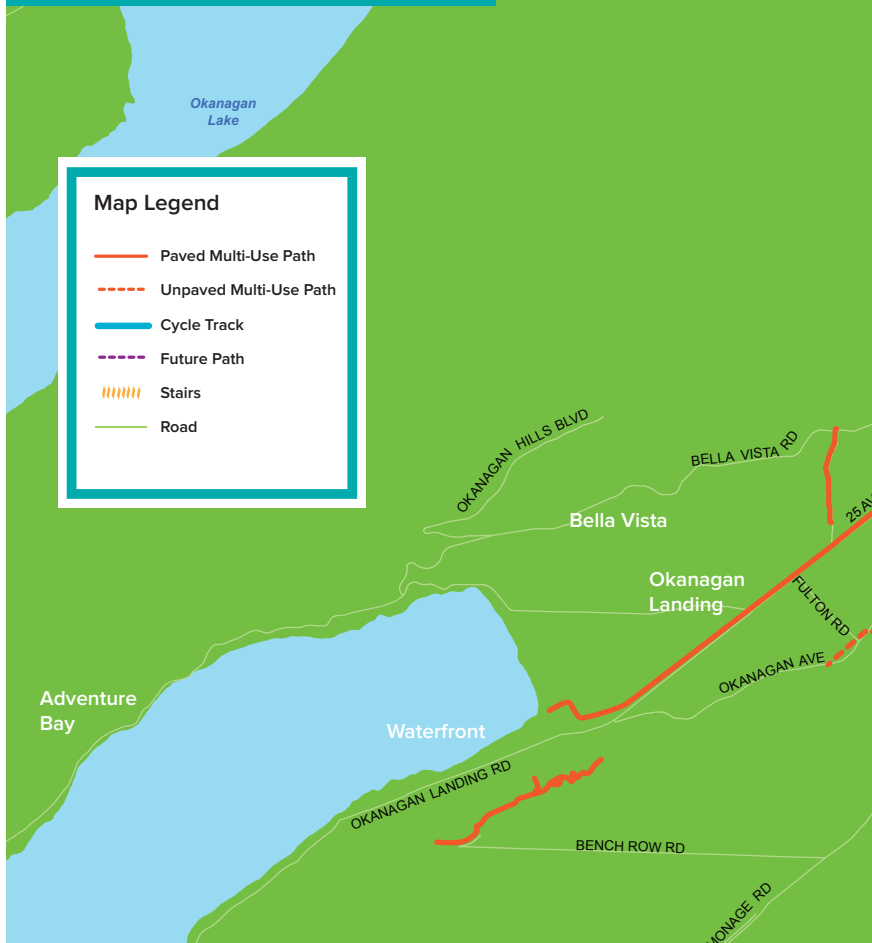 Okanagan
Lake
Map Legend
Paved Multi-Use Path
Unpaved Multi-Use Path
Cycle Track
Future Path
Stairs
Road
OKANAGAN HILLS BLVD
BELLA VISTA RD
Bella Vista
25 AV
Okanagan
Landing
FULTON RD
OKANAGAN AVE
Adventure
Bay
Waterfront
OKANAGAN LANDING RD
BENCH ROW RD
MONAGE RD